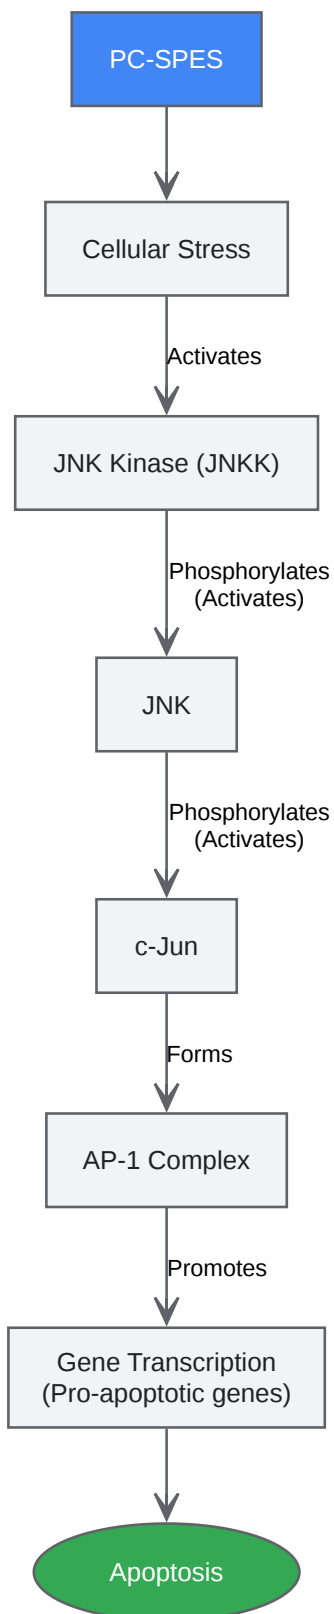 PC-SPES
Cellular Stress
Activates
JNK Kinase (JNKK)
Phosphorylates
(Activates)
JNK
Phosphorylates
(Activates)
c-Jun
Forms
AP-1 Complex
Promotes
Gene Transcription
(Pro-apoptotic genes)
Apoptosis